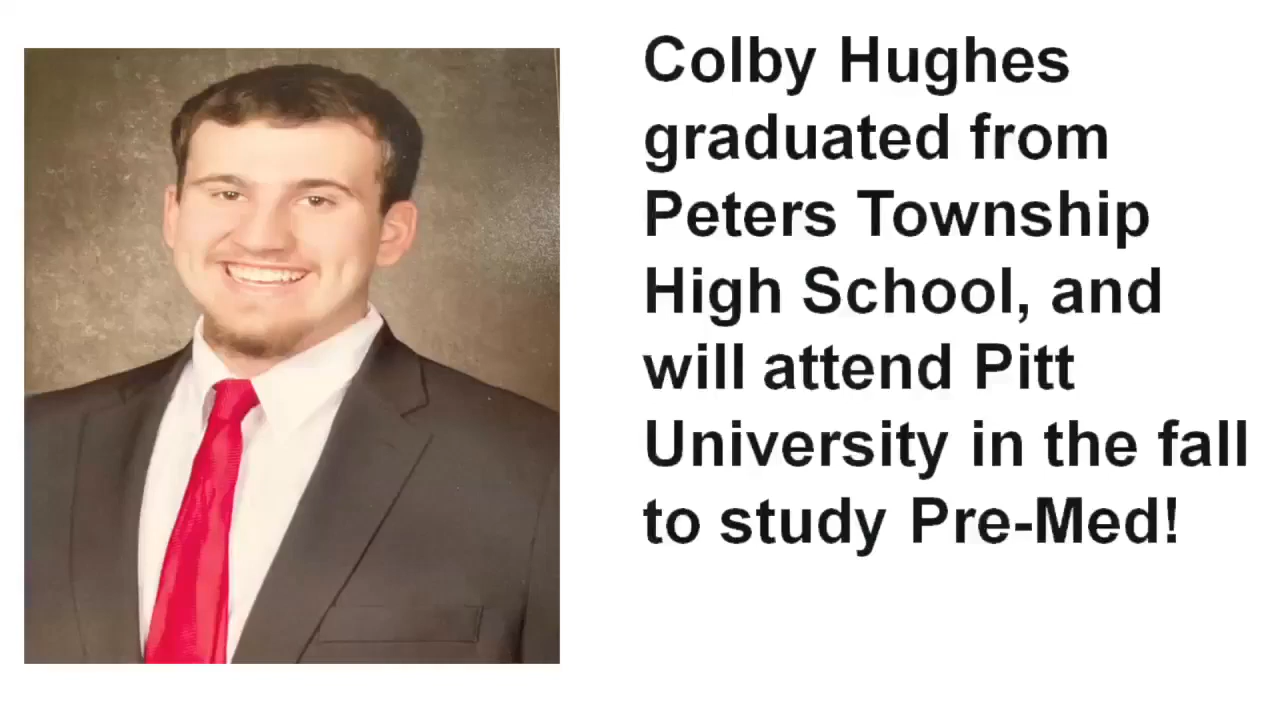 Colby Hughes
graduated from
Peters Township
High School, and
will attend Pitt
University in the fall
to study Pre-Med!